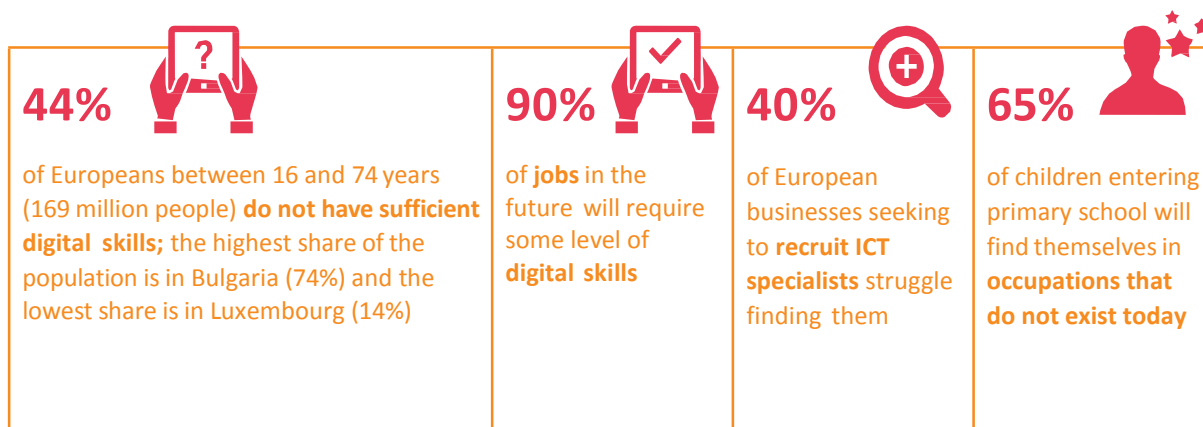 ?
44%
of Europeans between 16 and 74 years
(169 million people) do not have sufficient
digital skills; the highest share of the
population is in Bulgaria (74%) and the
lowest share is in Luxembourg (14%)
90%
of jobs in the
future will require
some level of
digital skills
40%
of European
businesses seeking
to recruit ICT
specialists struggle
finding them
65%
of children entering
primary school will
find themselves in
occupations that
do not exist today